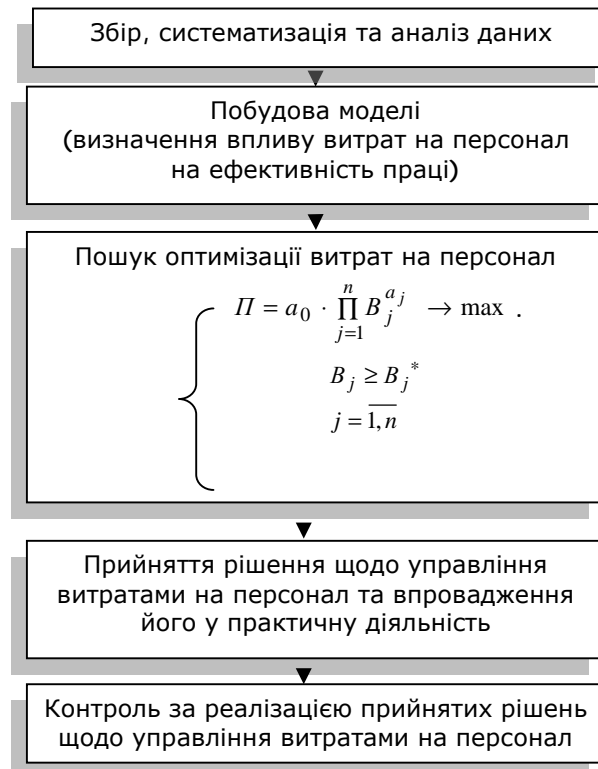 Збір, систематизація та аналіз даних
Побудова моделі
(визначення впливу витрат на персонал
на ефективність праці)
Пошук оптимізації витрат на персонал
П = a₀ · ∏_{j=1}^{n} B_j^{a_j} → max .
B_j ≥ B_j*
j = \overline{1,n}
Прийняття рішення щодо управління
витратами на персонал та впровадження
його у практичну діяльність
Контроль за реалізацією прийнятих рішень
щодо управління витратами на персонал